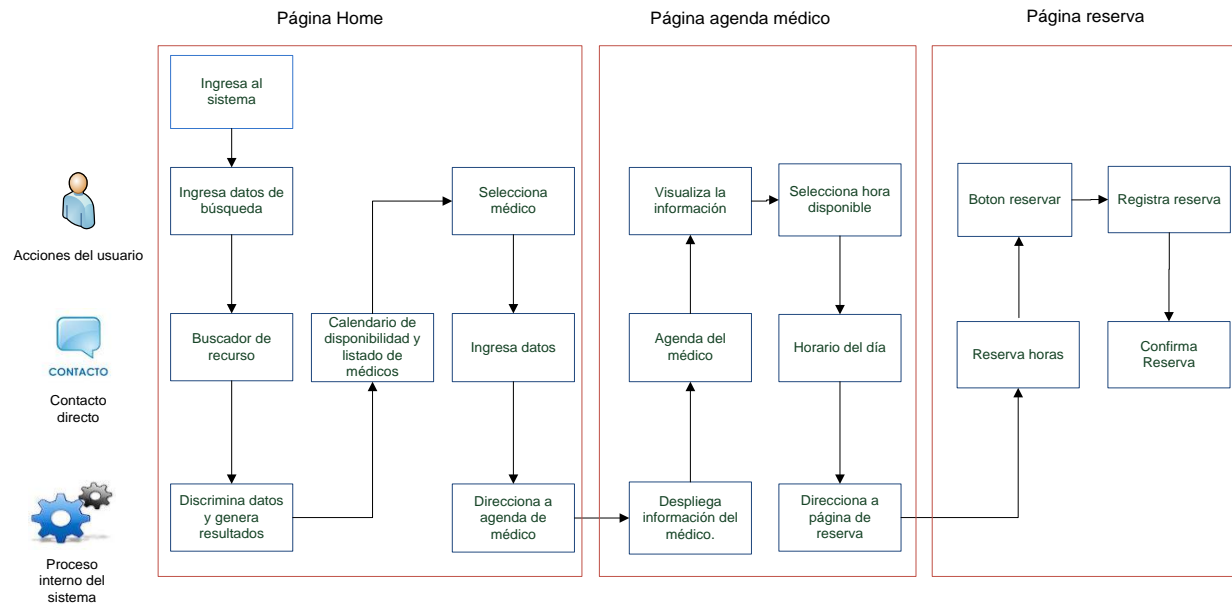 Página Home
Página agenda médico
Página reserva
Ingresa al
sistema
Ingresa datos de
búsqueda
Selecciona
médico
Visualiza la
información
Selecciona hora
disponible
Boton reservar
Registra reserva
Acciones del usuario
Buscador de
recurso
Calendario de
disponibilidad y
listado de
médicos
Ingresa datos
Agenda del
médico
Horario del día
Reserva horas
Confirma
Reserva
CONTACTO
Contacto
directo
Discrimina datos
y genera
resultados
Direcciona a
agenda de
médico
Despliega
información del
médico.
Direcciona a
página de
reserva
Proceso
interno del
sistema